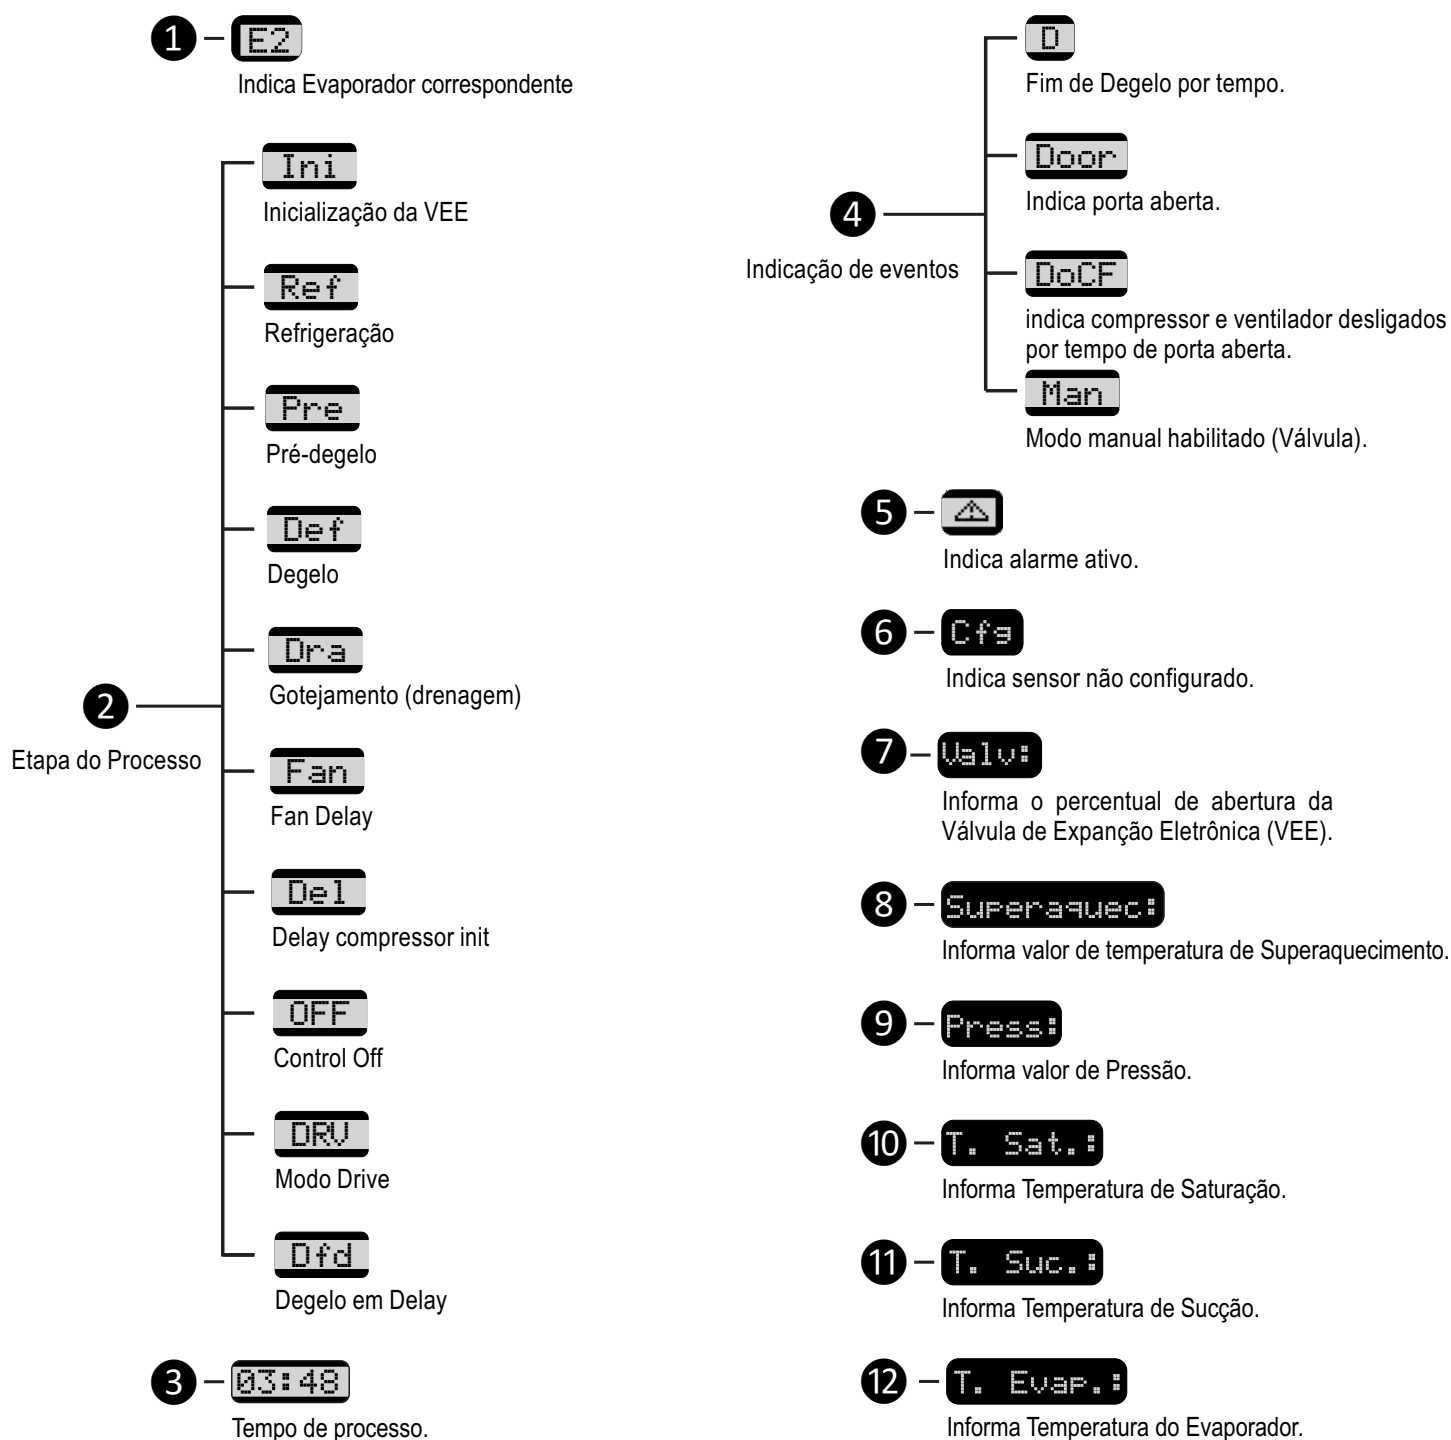 1
E2
Indica Evaporador correspondente
2
Etapa do Processo
Ini
Inicialização da VEE
Ref
Refrigeração
Pre
Pré-degelo
Def
Degelo
Dra
Gotejamento (drenagem)
Fan
Fan Delay
Del
Delay compressor init
OFF
Control Off
DRV
Modo Drive
Dfd
Degelo em Delay
3
03:48
Tempo de processo.
4
Indicação de eventos
D
Fim de Degelo por tempo.
Door
Indica porta aberta.
DoCF
indica compressor e ventilador desligados
por tempo de porta aberta.
Man
Modo manual habilitado (Válvula).
5
Indica alarme ativo.
6
Cfg
Indica sensor não configurado.
7
Valv:
Informa o percentual de abertura da
Válvula de Expanção Eletrônica (VEE).
8
Superaquec:
Informa valor de temperatura de Superaquecimento.
9
Press:
Informa valor de Pressão.
10
T. Sat.:
Informa Temperatura de Saturação.
11
T. Suc.:
Informa Temperatura de Sucção.
12
T. Evap.:
Informa Temperatura do Evaporador.